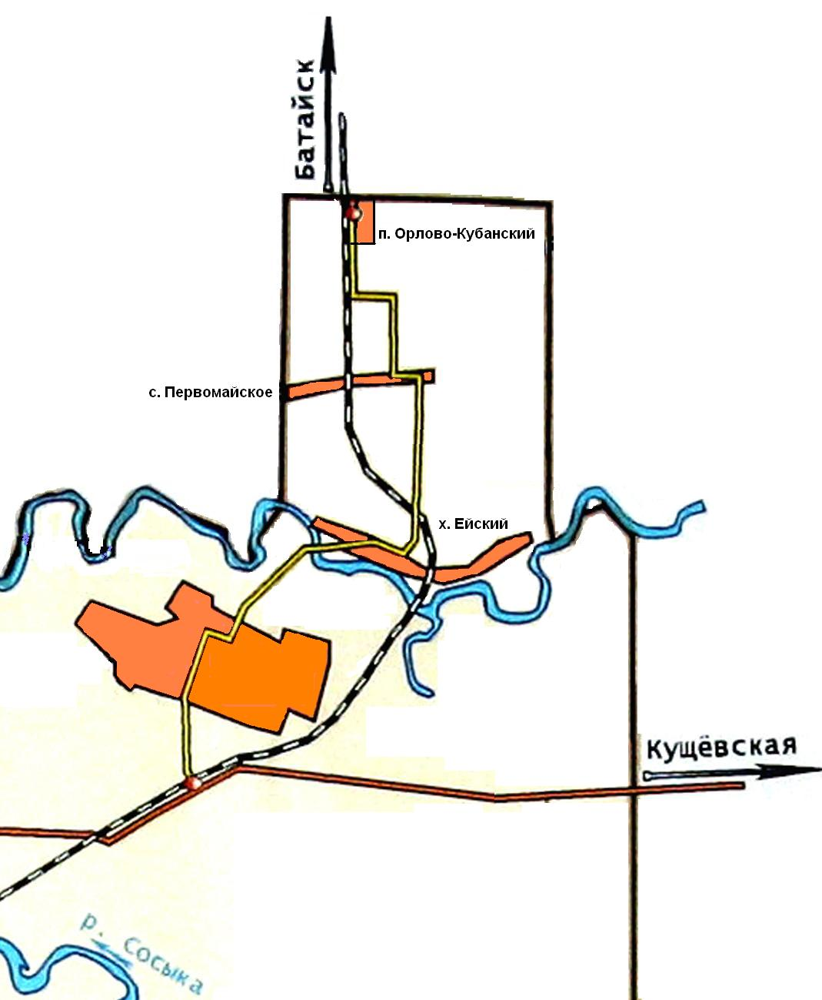 Батайск
п. Орлово-Кубанский
с. Первомайское
х. Ейский
Кущёвская
р. Сосыка